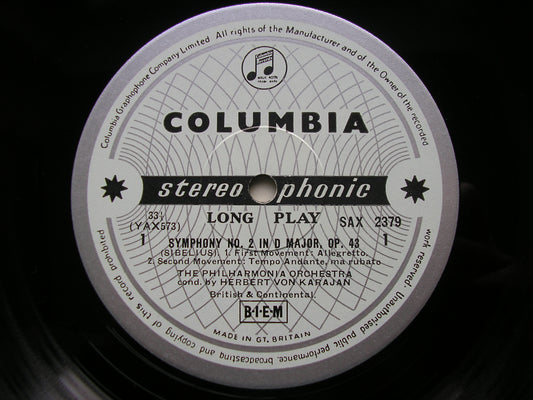 Columbia Graphophone Company Limited All rights of the Manufacturer and of the Owner of the recorded
work reserved. Unauthorised public performance, broadcasting and copying of this record prohibited
COLUMBIA
stereophonic
33⅓ LONG PLAY SAX 2379
(YAX573)
1 1
SYMPHONY NO. 2 IN D MAJOR, OP. 43
(SIBELIUS) 1. First Movement: Allegretto.
2. Second Movement: Tempo Andante, ma rubato
THE PHILHARMONIA ORCHESTRA
cond. by HERBERT VON KARAJAN
British & Continental.
B·I·E·M
MADE IN GT. BRITAIN